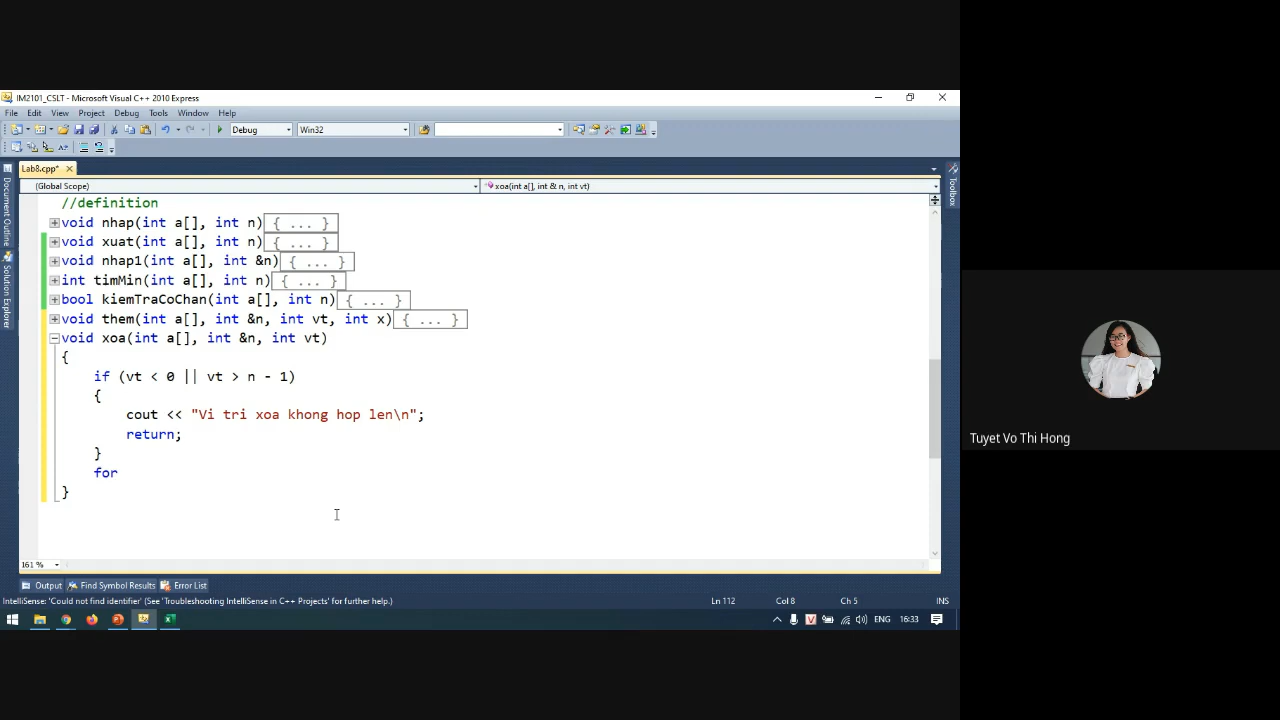 IM2101_CSLT - Microsoft Visual C++ 2010 Express
File Edit View Project Debug Tools Window Help
Debug Win32
Lab8.cpp*
(Global Scope) xoa(int a[], int & n, int vt)
Document Outline
Solution Explorer
Toolbox
//definition
void nhap(int a[], int n){ ... }
void xuat(int a[], int n){ ... }
void nhap1(int a[], int &n){ ... }
int timMin(int a[], int n){ ... }
bool kiemTraCoChan(int a[], int n){ ... }
void them(int a[], int &n, int vt, int x){ ... }
void xoa(int a[], int &n, int vt)
{
if (vt < 0 || vt > n - 1)
{
cout << "Vi tri xoa khong hop len\n";
return;
}
for
}
161 %
Output Find Symbol Results Error List
IntelliSense: 'Could not find identifier' (See 'Troubleshooting IntelliSense in C++ Projects' for further help.) Ln 112 Col 8 Ch 5 INS
ENG 16:33
Tuyet Vo Thi Hong